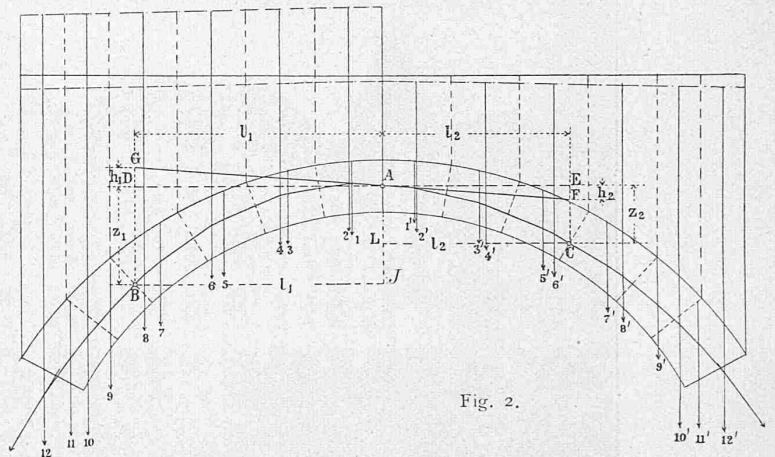 l₁ l₂
G
h₁ D A E
F h₂
z₁ z₂
L l₂ C
1' 2'
2 1
4 3 3' 4'
B l₁ J
6 5 5' 6'
8 7 7' 8'
9 9'
Fig. 2.
12 11 10 10' 11' 12'